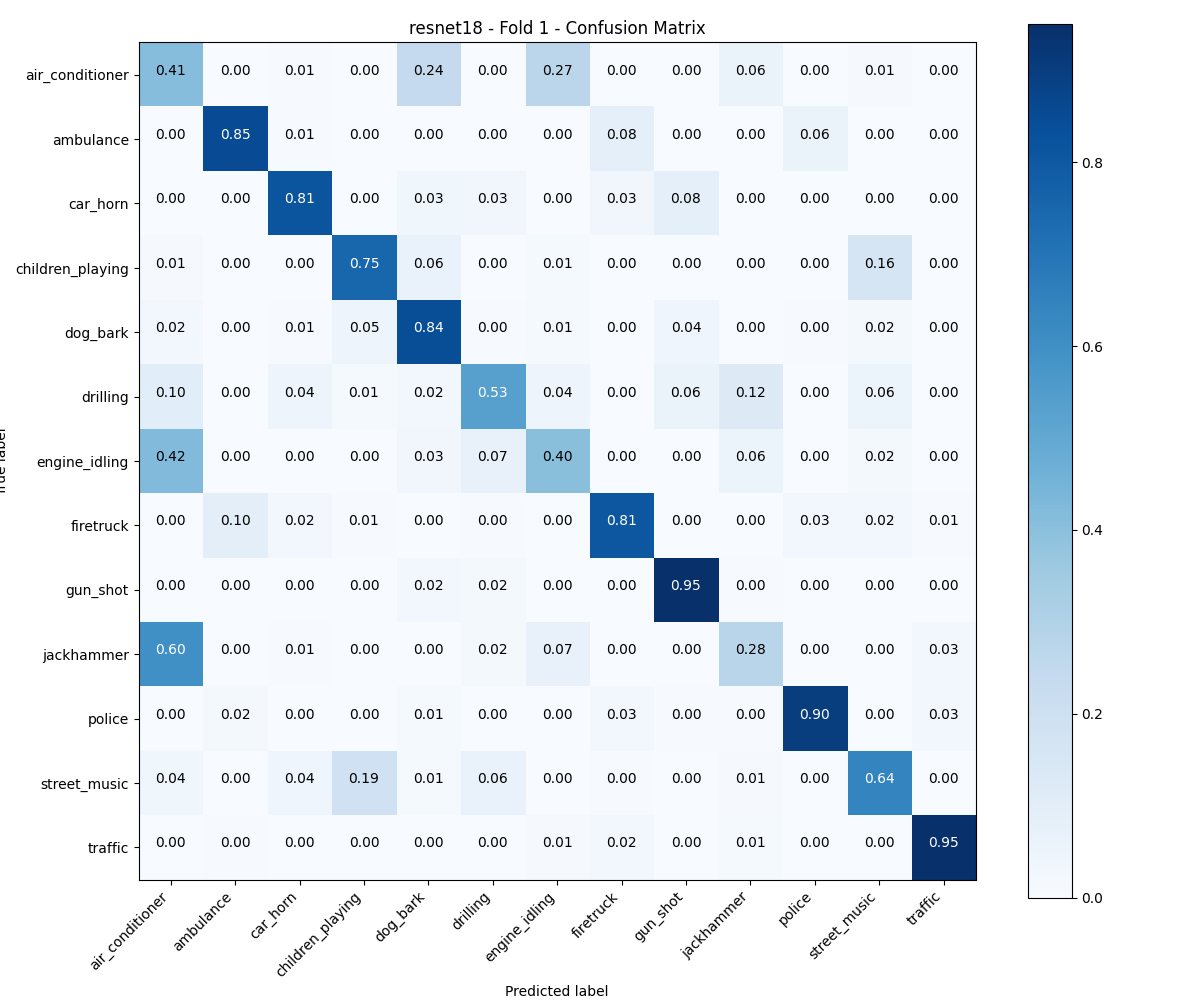 resnet18 - Fold 1 - Confusion Matrix
air_conditioner 0.41 0.00 0.01 0.00 0.24 0.00 0.27 0.00 0.00 0.06 0.00 0.01 0.00
ambulance 0.00 0.85 0.01 0.00 0.00 0.00 0.00 0.08 0.00 0.00 0.06 0.00 0.00
car_horn 0.00 0.00 0.81 0.00 0.03 0.03 0.00 0.03 0.08 0.00 0.00 0.00 0.00
children_playing 0.01 0.00 0.00 0.75 0.06 0.00 0.01 0.00 0.00 0.00 0.00 0.16 0.00
dog_bark 0.02 0.00 0.01 0.05 0.84 0.00 0.01 0.00 0.04 0.00 0.00 0.02 0.00
drilling 0.10 0.00 0.04 0.01 0.02 0.53 0.04 0.00 0.06 0.12 0.00 0.06 0.00
engine_idling 0.42 0.00 0.00 0.00 0.03 0.07 0.40 0.00 0.00 0.06 0.00 0.02 0.00
firetruck 0.00 0.10 0.02 0.01 0.00 0.00 0.00 0.81 0.00 0.00 0.03 0.02 0.01
gun_shot 0.00 0.00 0.00 0.00 0.02 0.02 0.00 0.00 0.95 0.00 0.00 0.00 0.00
jackhammer 0.60 0.00 0.01 0.00 0.00 0.02 0.07 0.00 0.00 0.28 0.00 0.00 0.03
police 0.00 0.02 0.00 0.00 0.01 0.00 0.00 0.03 0.00 0.00 0.90 0.00 0.03
street_music 0.04 0.00 0.04 0.19 0.01 0.06 0.00 0.00 0.00 0.01 0.00 0.64 0.00
traffic 0.00 0.00 0.00 0.00 0.00 0.00 0.01 0.02 0.00 0.01 0.00 0.00 0.95
air_conditioner
ambulance
car_horn
children_playing
dog_bark
drilling
engine_idling
firetruck
gun_shot
jackhammer
police
street_music
traffic
Predicted label
0.8
0.6
0.4
0.2
0.0